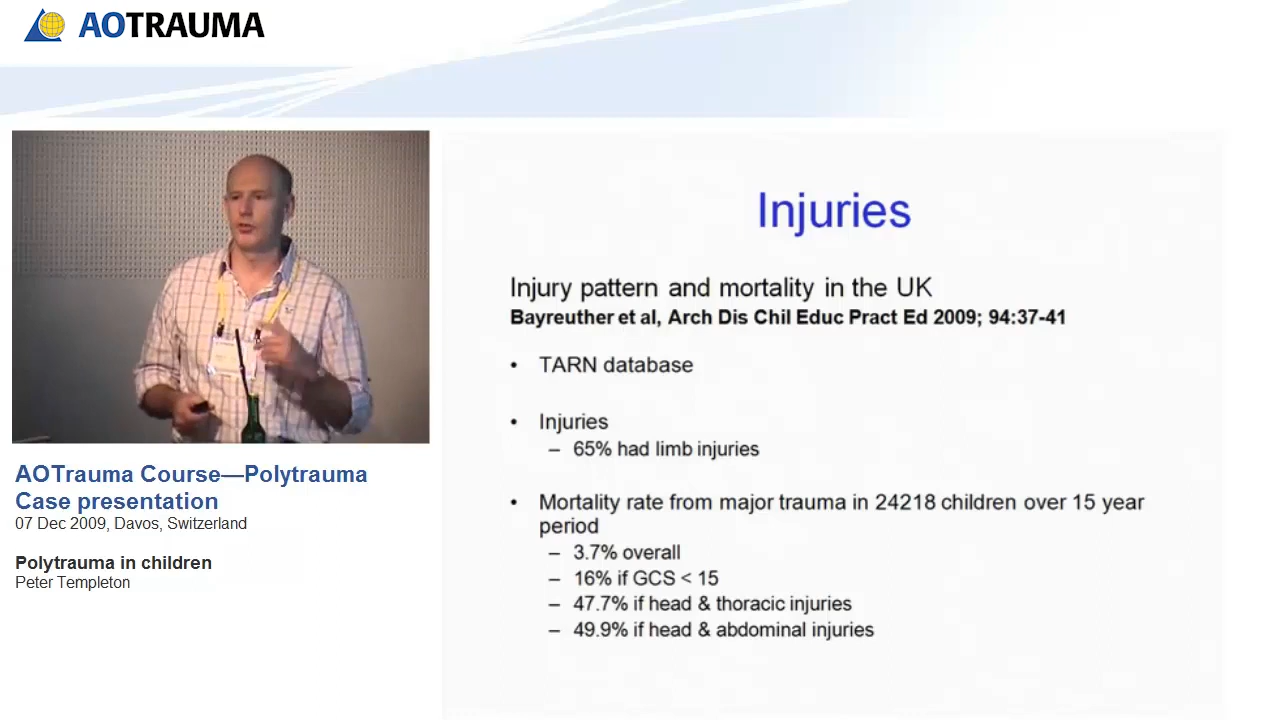 AOTRAUMA
Injuries
Injury pattern and mortality in the UK
Bayreuther et al, Arch Dis Chil Educ Pract Ed 2009; 94:37-41
• TARN database
• Injuries
– 65% had limb injuries
• Mortality rate from major trauma in 24218 children over 15 year
period
– 3.7% overall
– 16% if GCS < 15
– 47.7% if head & thoracic injuries
– 49.9% if head & abdominal injuries
AOTrauma Course—Polytrauma
Case presentation
07 Dec 2009, Davos, Switzerland
Polytrauma in children
Peter Templeton